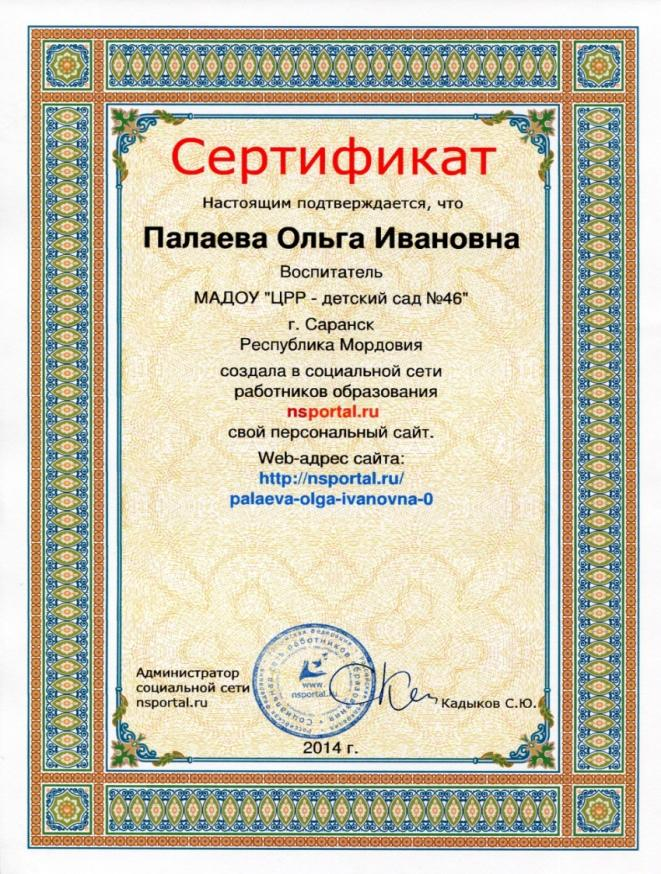 Сертификат
Настоящим подтверждается, что
Палаева Ольга Ивановна
Воспитатель
МАДОУ "ЦРР - детский сад №46"
г. Саранск
Республика Мордовия
создала в социальной сети
работников образования
nsportal.ru
свой персональный сайт.
Web-адрес сайта:
http://nsportal.ru/
palaeva-olga-ivanovna-0
Администратор
социальной сети
nsportal.ru
www.
nsportal.ru
Кадыков С.Ю.
2014 г.